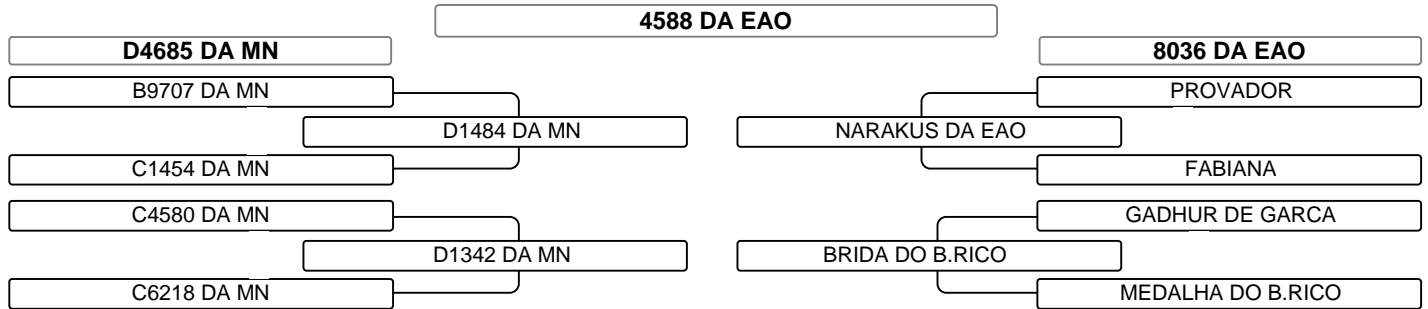 4588 DA EAO
D4685 DA MN
8036 DA EAO
B9707 DA MN
PROVADOR
D1484 DA MN
NARAKUS DA EAO
C1454 DA MN
FABIANA
C4580 DA MN
GADHUR DE GARCA
D1342 DA MN
BRIDA DO B.RICO
C6218 DA MN
MEDALHA DO B.RICO